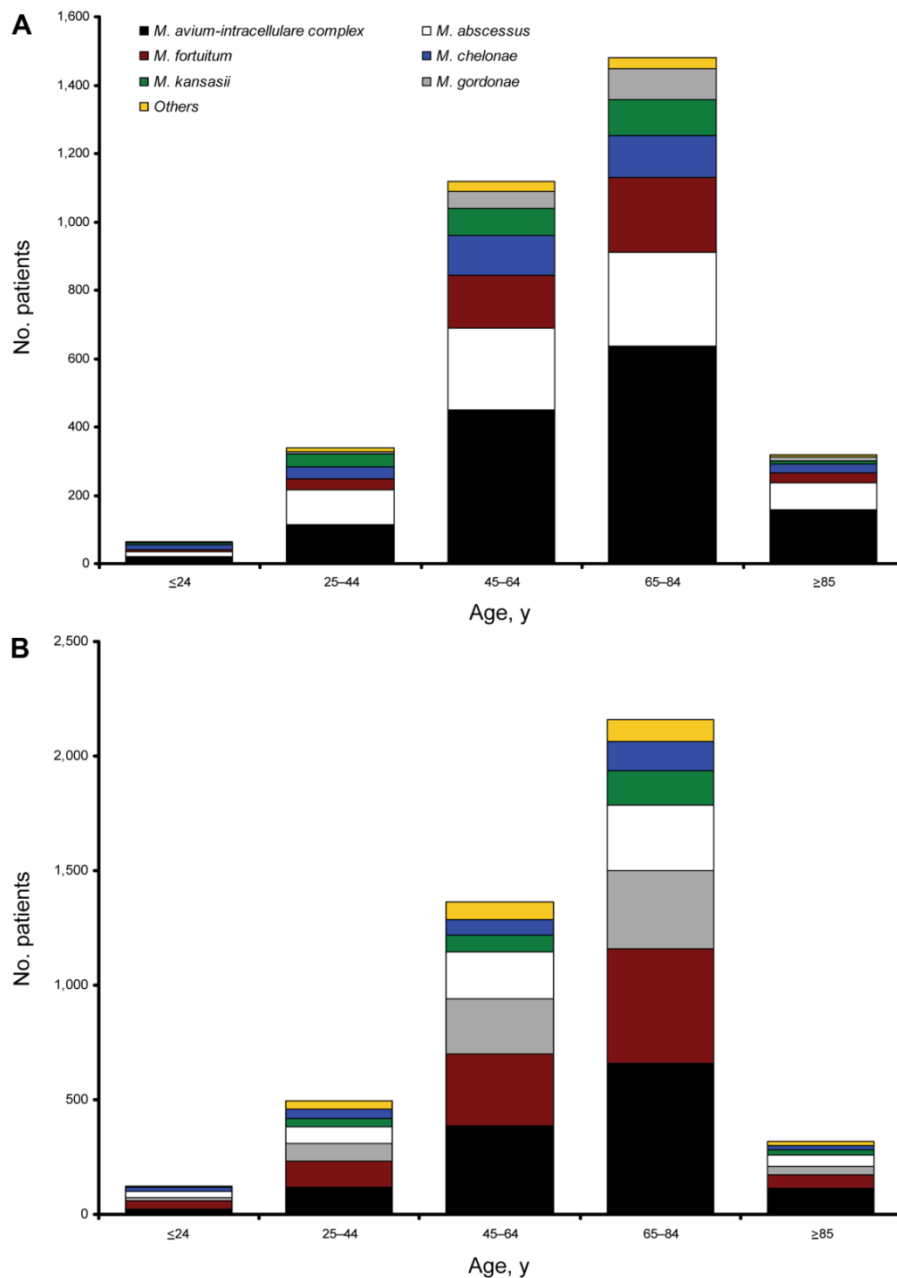 A
1,600
1,400
1,200
1,000
800
600
400
200
0
No. patients
M. avium-intracellulare complex
M. abscessus
M. fortuitum
M. chelonae
M. kansasii
M. gordonae
Others
≤24
25–44
45–64
65–84
≥85
Age, y
B
2,500
2,000
1,500
1,000
500
0
No. patients
≤24
25–44
45–64
65–84
≥85
Age, y